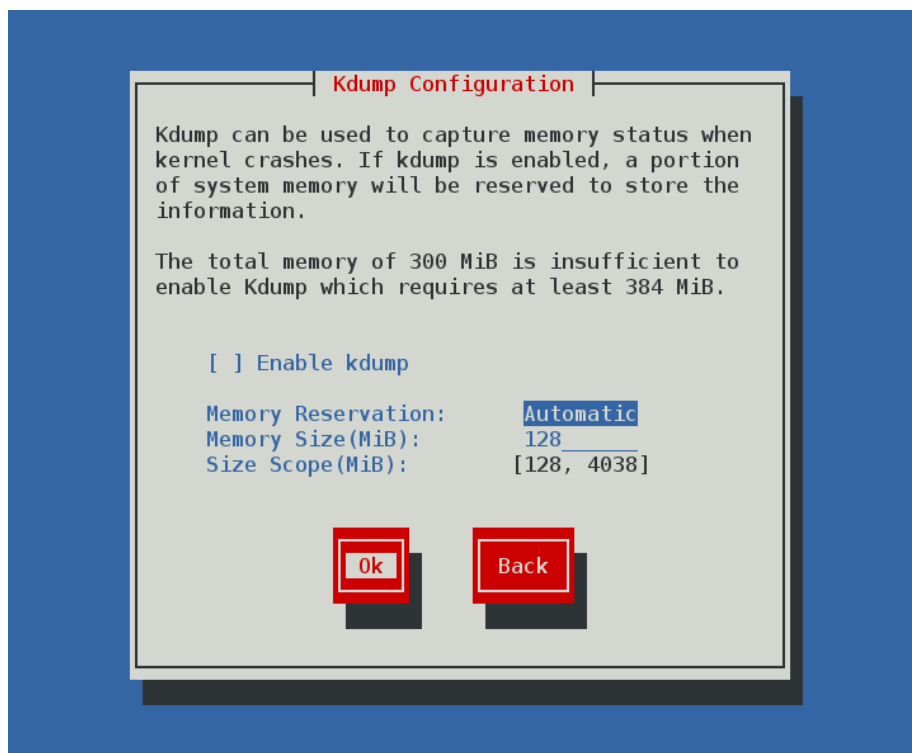 Kdump Configuration
Kdump can be used to capture memory status when
kernel crashes. If kdump is enabled, a portion
of system memory will be reserved to store the
information.
The total memory of 300 MiB is insufficient to
enable Kdump which requires at least 384 MiB.
[ ] Enable kdump
Memory Reservation: Automatic
Memory Size(MiB): 128______
Size Scope(MiB): [128, 4038]
Ok Back